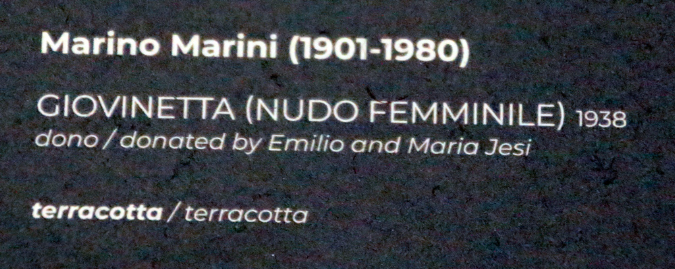 Marino Marini (1901-1980)
GIOVINETTA (NUDO FEMMINILE) 1938
dono / donated by Emilio and Maria Jesi
terracotta / terracotta